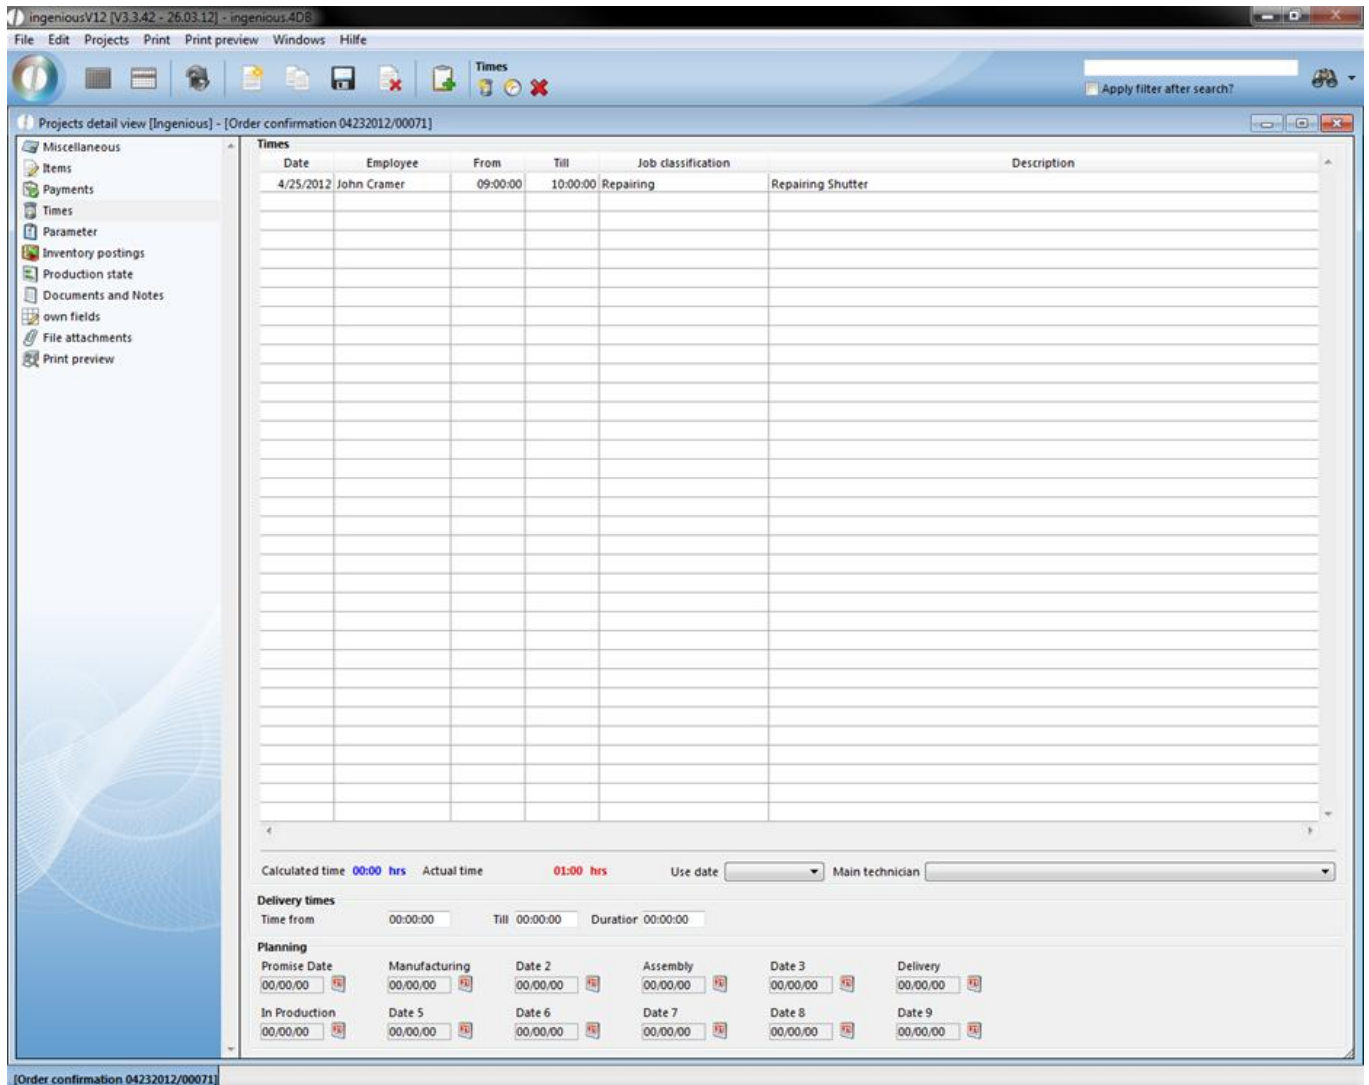 ingeniousV12 [V3.3.42 - 26.03.12] - ingenious.4DB
File Edit Projects Print Print preview Windows Hilfe
Times
Apply filter after search?
Projects detail view [Ingenious] - [Order confirmation 04232012/00071]
Miscellaneous
Items
Payments
Times
Parameter
Inventory postings
Production state
Documents and Notes
own fields
File attachments
Print preview
Times
Date Employee From Till Job classification Description
4/25/2012 John Cramer 09:00:00 10:00:00 Repairing Repairing Shutter
Calculated time 00:00 hrs Actual time 01:00 hrs Use date Main technician
Delivery times
Time from 00:00:00 Till 00:00:00 Duration 00:00:00
Planning
Promise Date Manufacturing Date 2 Assembly Date 3 Delivery
00/00/00 00/00/00 00/00/00 00/00/00 00/00/00 00/00/00
In Production Date 5 Date 6 Date 7 Date 8 Date 9
00/00/00 00/00/00 00/00/00 00/00/00 00/00/00 00/00/00
[Order confirmation 04232012/00071]